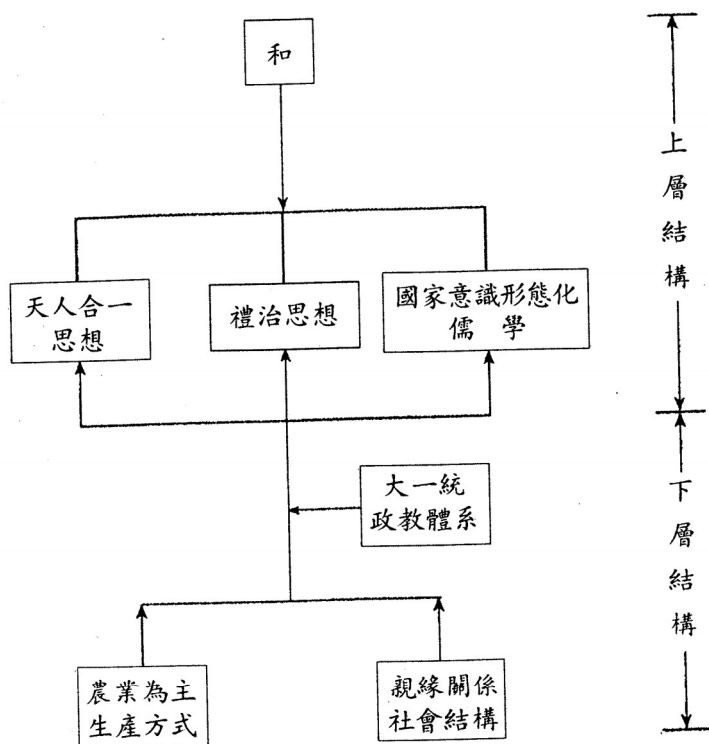 和
天人合一
思想
禮治思想
國家意識形態化
儒學
大一統
政教體系
農業為主
生產方式
親緣關係
社會結構
上層結構
下層結構